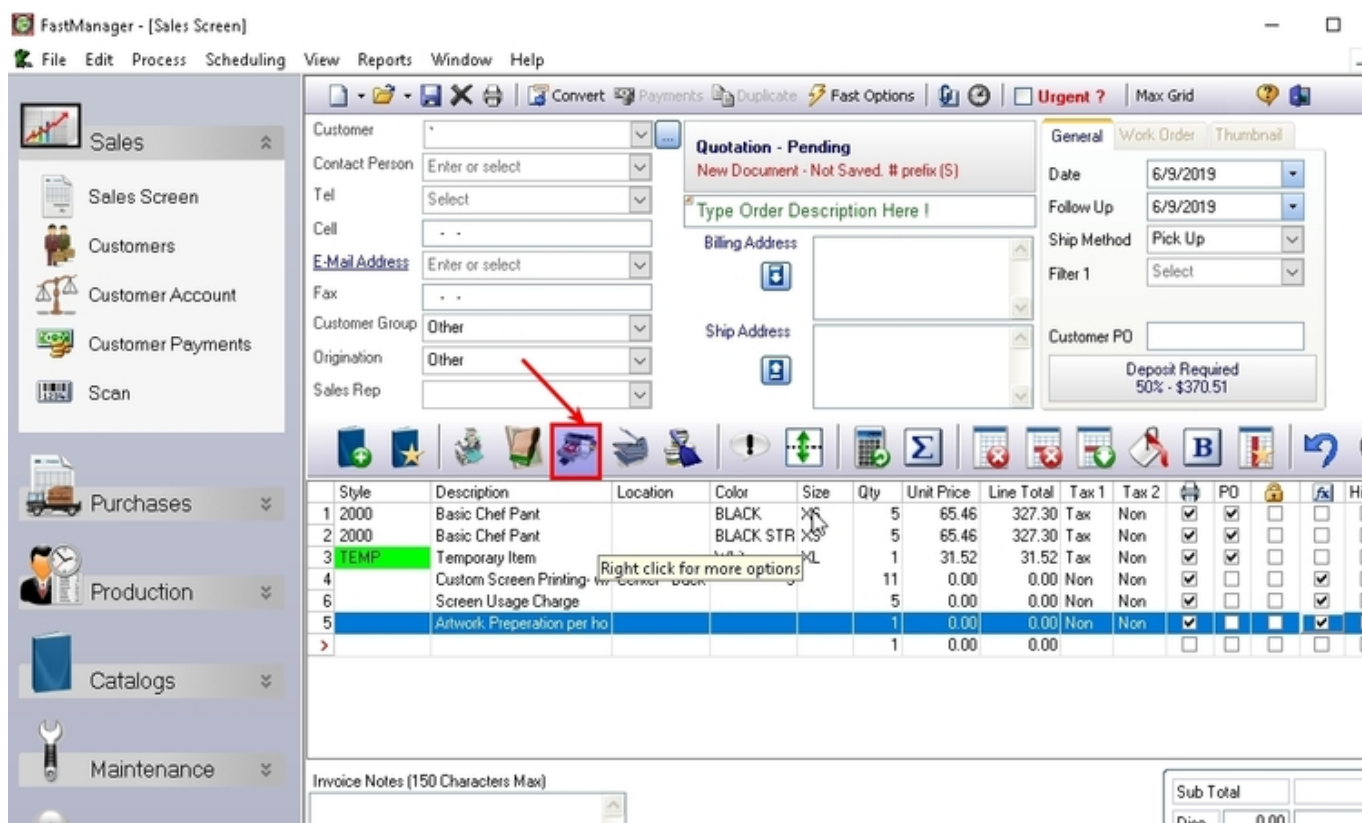 FastManager - [Sales Screen]
File Edit Process Scheduling View Reports Window Help
Convert Payments Duplicate Fast Options Urgent ? Max Grid
Sales
Sales Screen
Customers
Customer Account
Customer Payments
Scan
Purchases
Production
Catalogs
Maintenance
Customer
Contact Person Enter or select
Tel Select
Cell - -
E-Mail Address Enter or select
Fax - -
Customer Group Other
Origination Other
Sales Rep
Quotation - Pending
New Document - Not Saved. # prefix (S)
Type Order Description Here !
Billing Address
Ship Address
General Work Order Thumbnail
Date 6/9/2019
Follow Up 6/9/2019
Ship Method Pick Up
Filter 1 Select
Customer PO
Deposit Required
50% - $370.51
Style Description Location Color Size Qty Unit Price Line Total Tax 1 Tax 2 PO fx Hi
1 2000 Basic Chef Pant BLACK XS 5 65.46 327.30 Tax Non
2 2000 Basic Chef Pant BLACK STR XS 5 65.46 327.30 Tax Non
3 TEMP Temporary Item XL 1 31.52 31.52 Tax Non
Right click for more options
4 Custom Screen Printing- 11 0.00 0.00 Non Non
6 Screen Usage Charge 5 0.00 0.00 Non Non
5 Artwork Preperation per ho 1 0.00 0.00 Non Non
> 1 0.00 0.00
Invoice Notes (150 Characters Max)
Sub Total
Disc 0.00